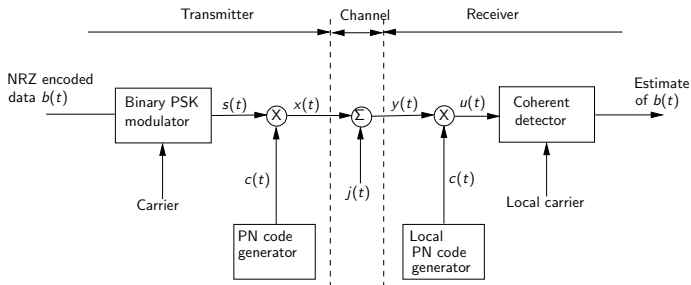 Transmitter
Channel
Receiver
NRZ encoded
data b(t)
Binary PSK
modulator
s(t)
X
x(t)
Σ
y(t)
X
u(t)
Coherent
detector
Estimate
of b(t)
Carrier
c(t)
j(t)
c(t)
Local carrier
PN code
generator
Local
PN code
generator